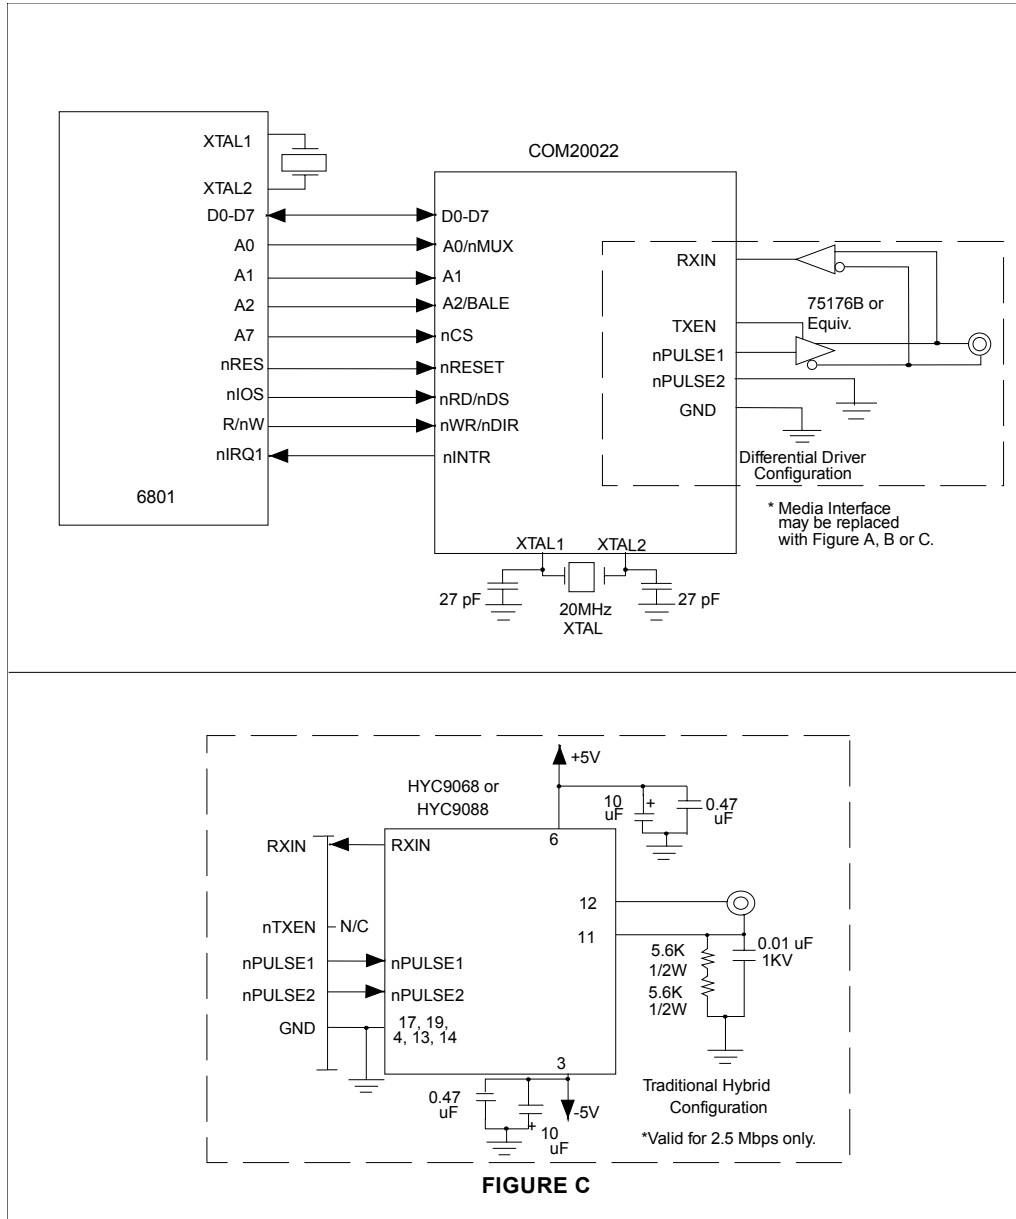 XTAL1
XTAL2
D0-D7
A0
A1
A2
A7
nRES
nIOS
R/nW
nIRQ1
6801
COM20022
D0-D7
A0/nMUX
A1
A2/BALE
nCS
nRESET
nRD/nDS
nWR/nDIR
nINTR
RXIN
TXEN
nPULSE1
nPULSE2
GND
75176B or
Equiv.
Differential Driver
Configuration
* Media Interface
may be replaced
with Figure A, B or C.
XTAL1
XTAL2
27 pF
20MHz
XTAL
27 pF
+5V
HYC9068 or
HYC9088
10
uF
+
0.47
uF
6
RXIN
RXIN
nTXEN
N/C
nPULSE1
nPULSE1
nPULSE2
nPULSE2
GND
17, 19,
4, 13, 14
12
11
5.6K
1/2W
5.6K
1/2W
0.01 uF
1KV
3
0.47
uF
+
10
uF
-5V
Traditional Hybrid
Configuration
*Valid for 2.5 Mbps only.
FIGURE C